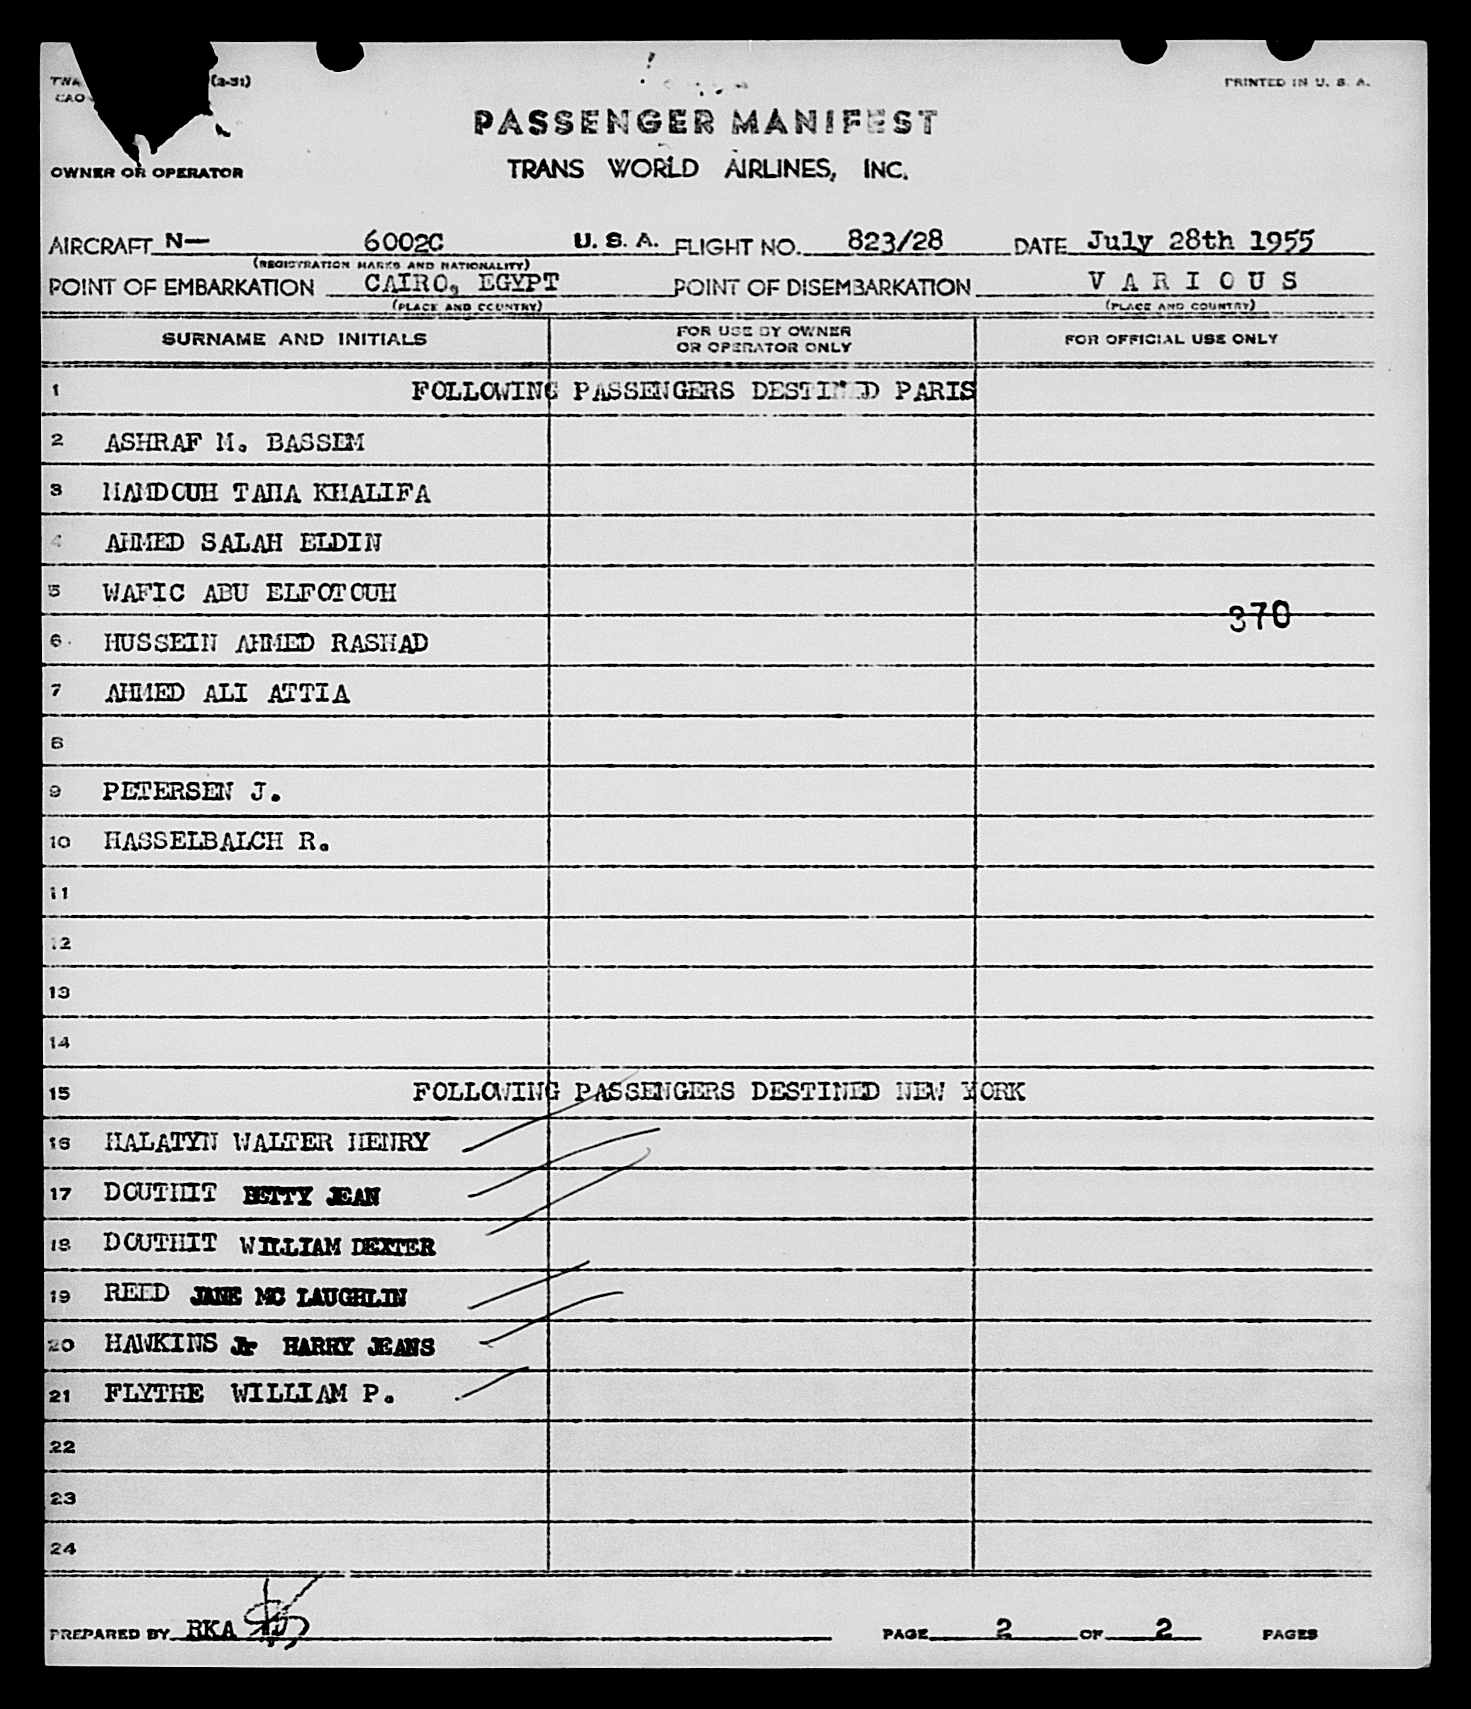 TWA (3-51)
CAO
PRINTED IN U. S. A.
PASSENGER MANIFEST
OWNER OR OPERATOR
TRANS WORLD AIRLINES, INC.
AIRCRAFT N— 6002C U. S. A. FLIGHT NO. 823/28 DATE July 28th 1955
(REGISTRATION MARKS AND NATIONALITY)
POINT OF EMBARKATION CAIRO, EGYPT POINT OF DISEMBARKATION V A R I O U S
(PLACE AND COUNTRY) (PLACE AND COUNTRY)
SURNAME AND INITIALS FOR USE BY OWNER OR OPERATOR ONLY FOR OFFICIAL USE ONLY
1 FOLLOWING PASSENGERS DESTINED PARIS
2 ASHRAF M. BASSEM
3 MAMDOUH TAHA KHALIFA
4 AHMED SALAH ELDIN
5 WAFIC ABU ELFOTOUH
370
6 HUSSEIN AHMED RASHAD
7 AHMED ALI ATTIA
8
9 PETERSEN J.
10 HASSELBALCH R.
11
12
13
14
15 FOLLOWING PASSENGERS DESTINED NEW YORK
16 HALATYN WALTER HENRY
17 DOUTHIT BETTY JEAN
18 DOUTHIT WILLIAM DEXTER
19 REED JANE MC LAUGHLIN
20 HAWKINS Jr HARRY JEANS
21 FLYTHE WILLIAM P.
22
23
24
PREPARED BY RKA PAGE 2 OF 2 PAGES